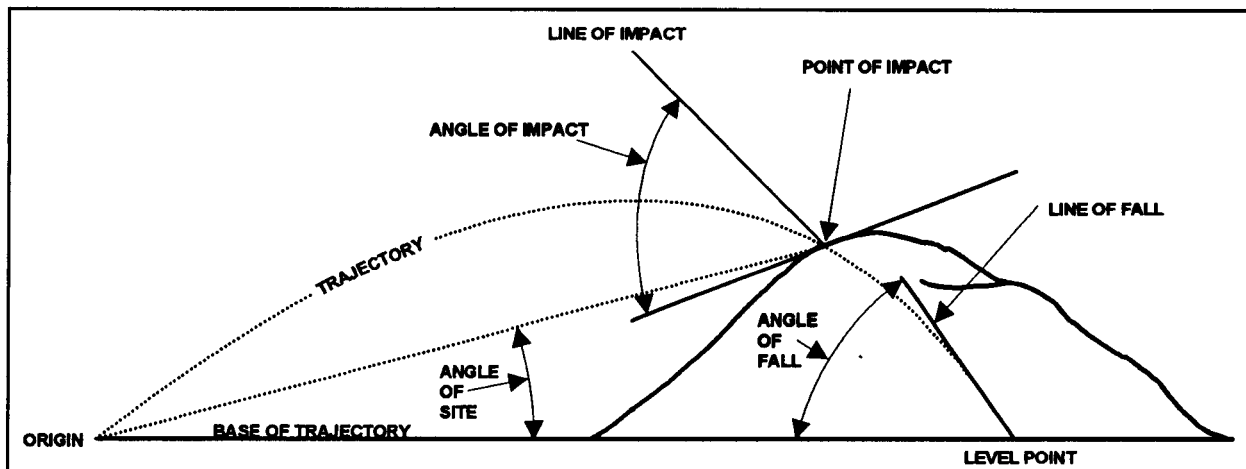 LINE OF IMPACT
POINT OF IMPACT
ANGLE OF IMPACT
LINE OF FALL
TRAJECTORY
ANGLE
OF
FALL
ANGLE
OF
SITE
ORIGIN
BASE OF TRAJECTORY
LEVEL POINT